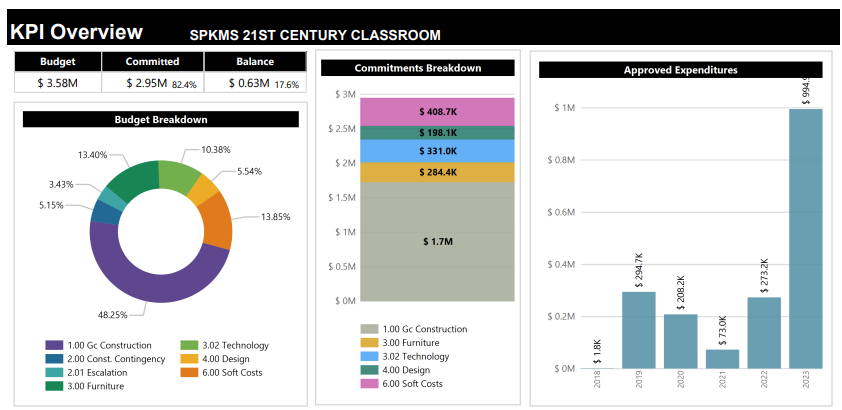 KPI Overview SPKMS 21ST CENTURY CLASSROOM
Budget Committed Balance
$ 3.58M $ 2.95M 82.4% $ 0.63M 17.6%
Budget Breakdown
10.38%
13.40%
5.54%
3.43%
5.15%
13.85%
48.25%
1.00 Gc Construction
2.00 Const. Contingency
2.01 Escalation
3.00 Furniture
3.02 Technology
4.00 Design
6.00 Soft Costs
Commitments Breakdown
$ 3M
$ 2.5M
$ 2M
$ 1.5M
$ 1M
$ 0.5M
$ 0M
$ 408.7K
$ 198.1K
$ 331.0K
$ 284.4K
$ 1.7M
1.00 Gc Construction
3.00 Furniture
3.02 Technology
4.00 Design
6.00 Soft Costs
Approved Expenditures
$ 1M
$ 0.8M
$ 0.6M
$ 0.4M
$ 0.2M
$ 0M
$ 1.8K
$ 294.7K
$ 208.2K
$ 73.0K
$ 273.2K
2018
2019
2020
2021
2022
2023